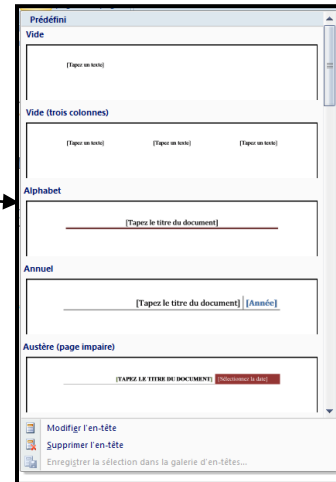 Prédéfini
Vide
[Tapez un texte]
Vide (trois colonnes)
[Tapez un texte] [Tapez un texte] [Tapez un texte]
Alphabet
[Tapez le titre du document]
Annuel
[Tapez le titre du document] [Année]
Austère (page impaire)
[TAPEZ LE TITRE DU DOCUMENT] [Sélectionnez la date]
Modifier l'en-tête
Supprimer l'en-tête
Enregistrer la sélection dans la galerie d'en-têtes...